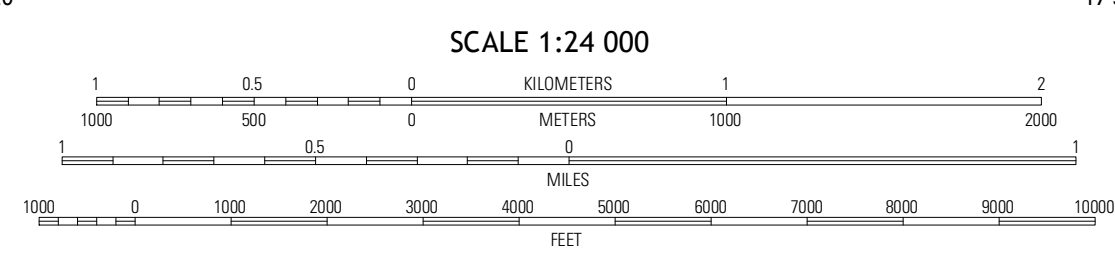 SCALE 1:24 000
1 0.5 0 KILOMETERS 1 2
1000 500 0 METERS 1000 2000
1 0.5 0 1
MILES
1000 0 1000 2000 3000 4000 5000 6000 7000 8000 9000 10000
FEET